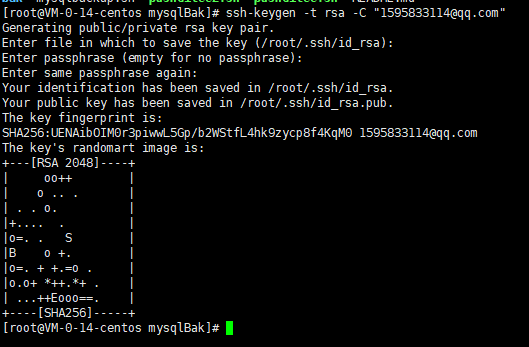 [root@VM-0-14-centos mysqlBak]# ssh-keygen -t rsa -C "1595833114@qq.com"
Generating public/private rsa key pair.
Enter file in which to save the key (/root/.ssh/id_rsa):
Enter passphrase (empty for no passphrase):
Enter same passphrase again:
Your identification has been saved in /root/.ssh/id_rsa.
Your public key has been saved in /root/.ssh/id_rsa.pub.
The key fingerprint is:
SHA256:UENAibOIM0r3piwwL5Gp/b2WStfL4hk9zycp8f4KqM0 1595833114@qq.com
The key's randomart image is:
+---[RSA 2048]----+
|     oo++        |
|    o .. .       |
| . . o.          |
|+....  .         |
|o=. .   S        |
|B    o +.        |
|o=. + +.=o .     |
|o.o+ *++.*+ .    |
| ...++Eooo==.    |
+----[SHA256]-----+
[root@VM-0-14-centos mysqlBak]#